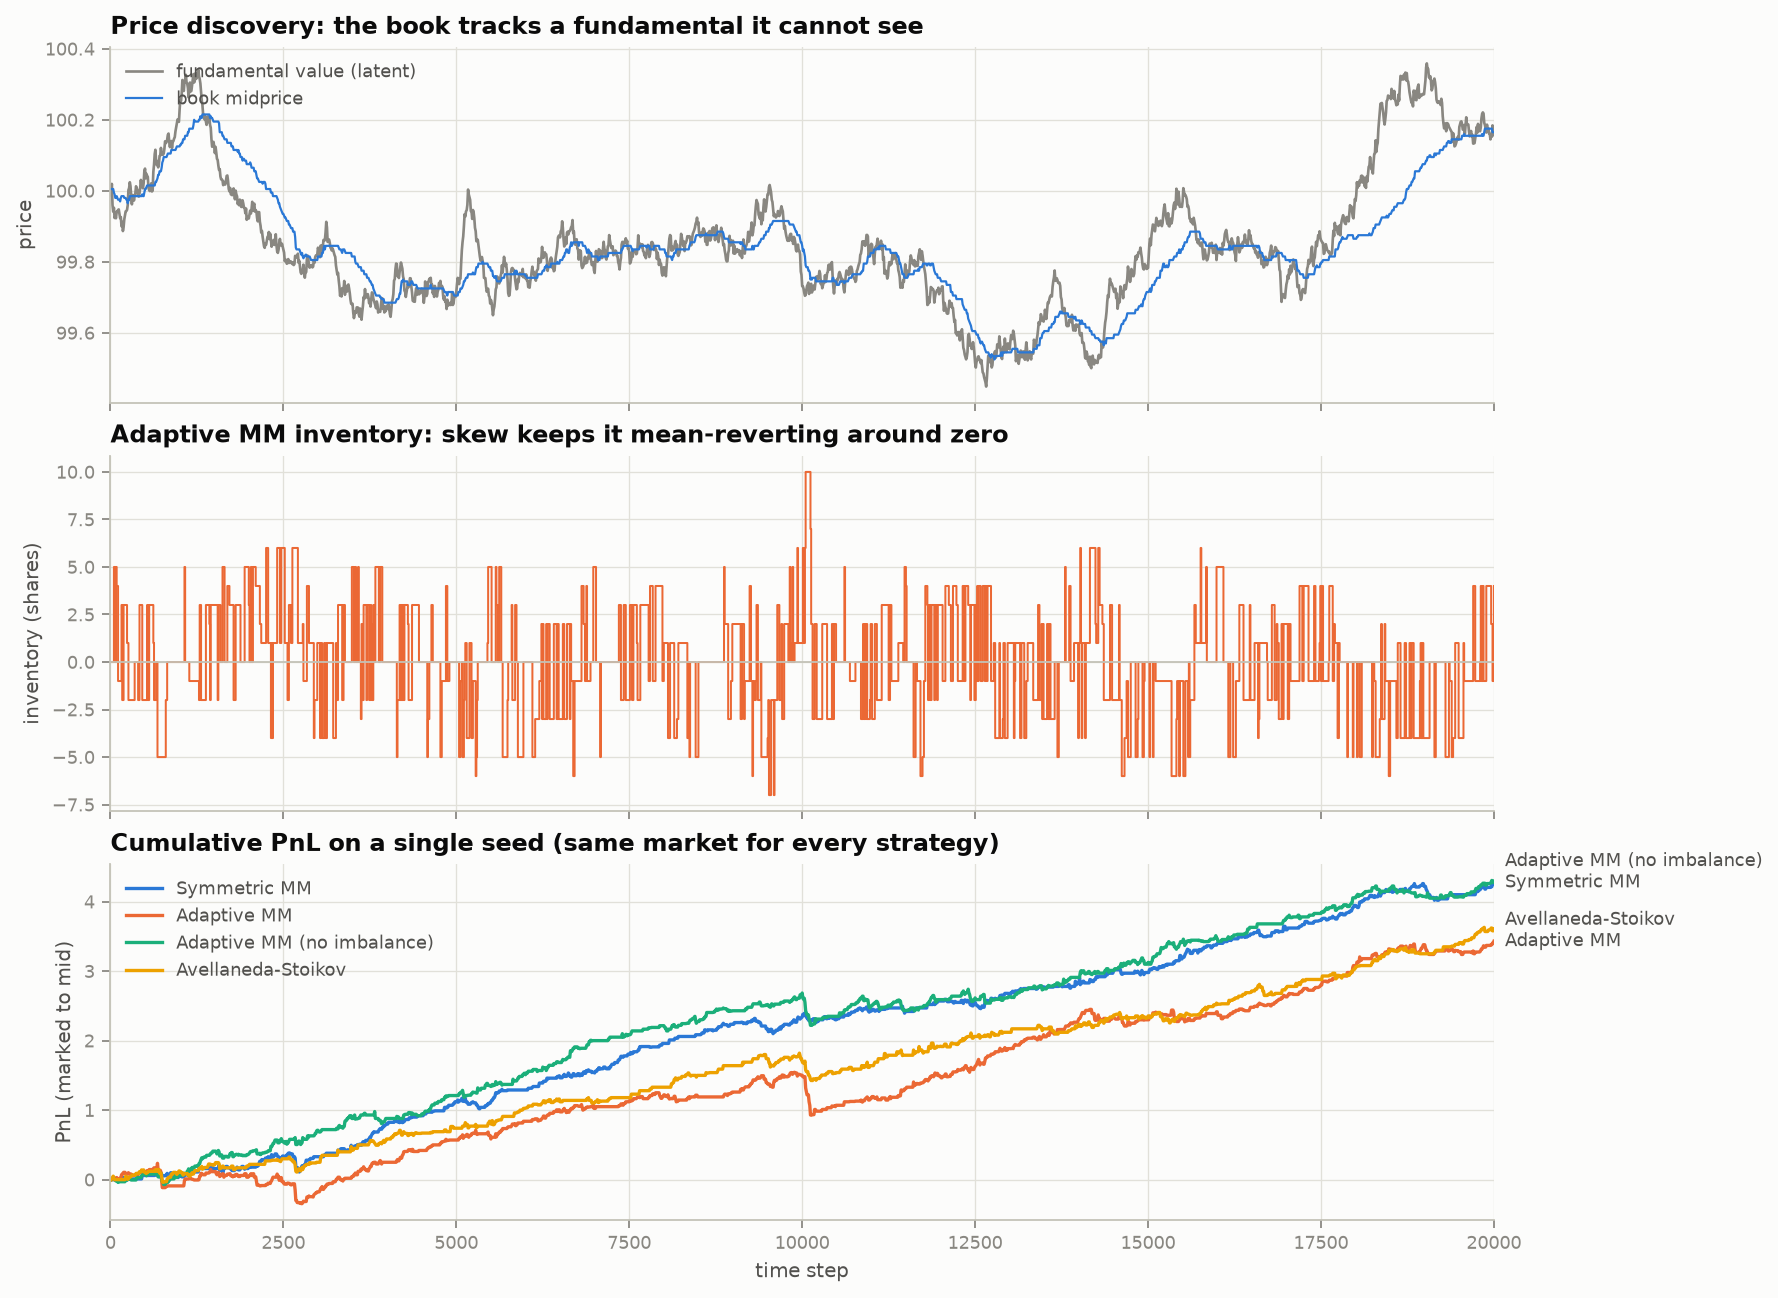 Price discovery: the book tracks a fundamental it cannot see
100.4
100.2
100.0
99.8
99.6
price
fundamental value (latent)
book midprice
Adaptive MM inventory: skew keeps it mean-reverting around zero
10.0
7.5
5.0
2.5
0.0
−2.5
−5.0
−7.5
inventory (shares)
Cumulative PnL on a single seed (same market for every strategy)
4
3
2
1
0
PnL (marked to mid)
Symmetric MM
Adaptive MM
Adaptive MM (no imbalance)
Avellaneda-Stoikov
Adaptive MM (no imbalance)
Symmetric MM
Avellaneda-Stoikov
Adaptive MM
0 2500 5000 7500 10000 12500 15000 17500 20000
time step